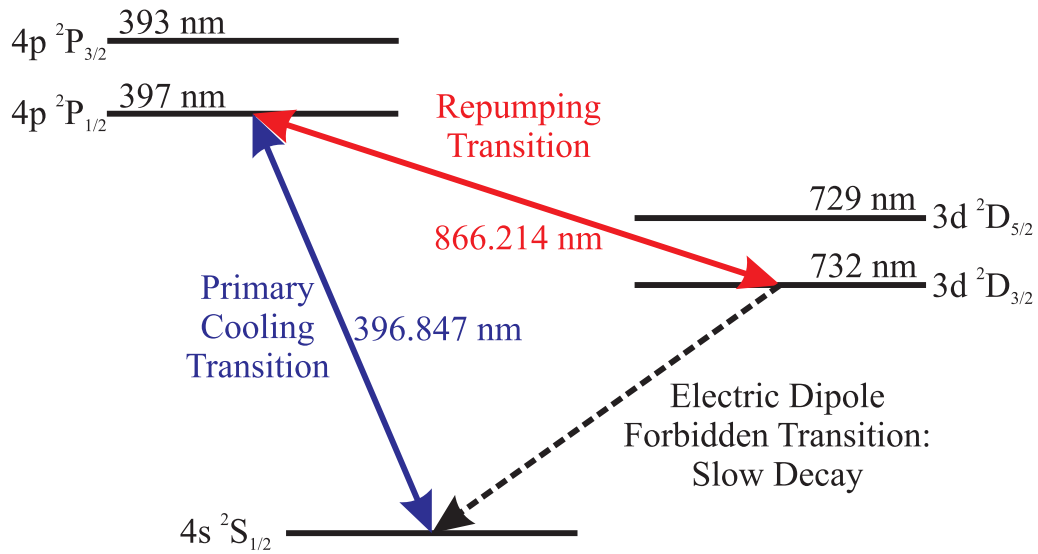 393 nm
4p ²P₃/₂
397 nm
4p ²P₁/₂
Repumping
Transition
729 nm
3d ²D₅/₂
866.214 nm
732 nm
3d ²D₃/₂
Primary
Cooling
Transition
396.847 nm
Electric Dipole
Forbidden Transition:
Slow Decay
4s ²S₁/₂